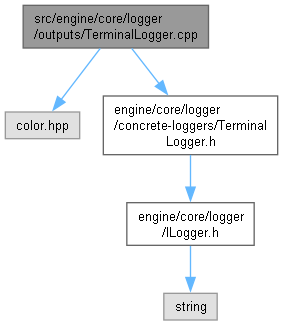 src/engine/core/logger
/outputs/TerminalLogger.cpp
color.hpp
engine/core/logger
/concrete-loggers/Terminal
Logger.h
engine/core/logger
/ILogger.h
string